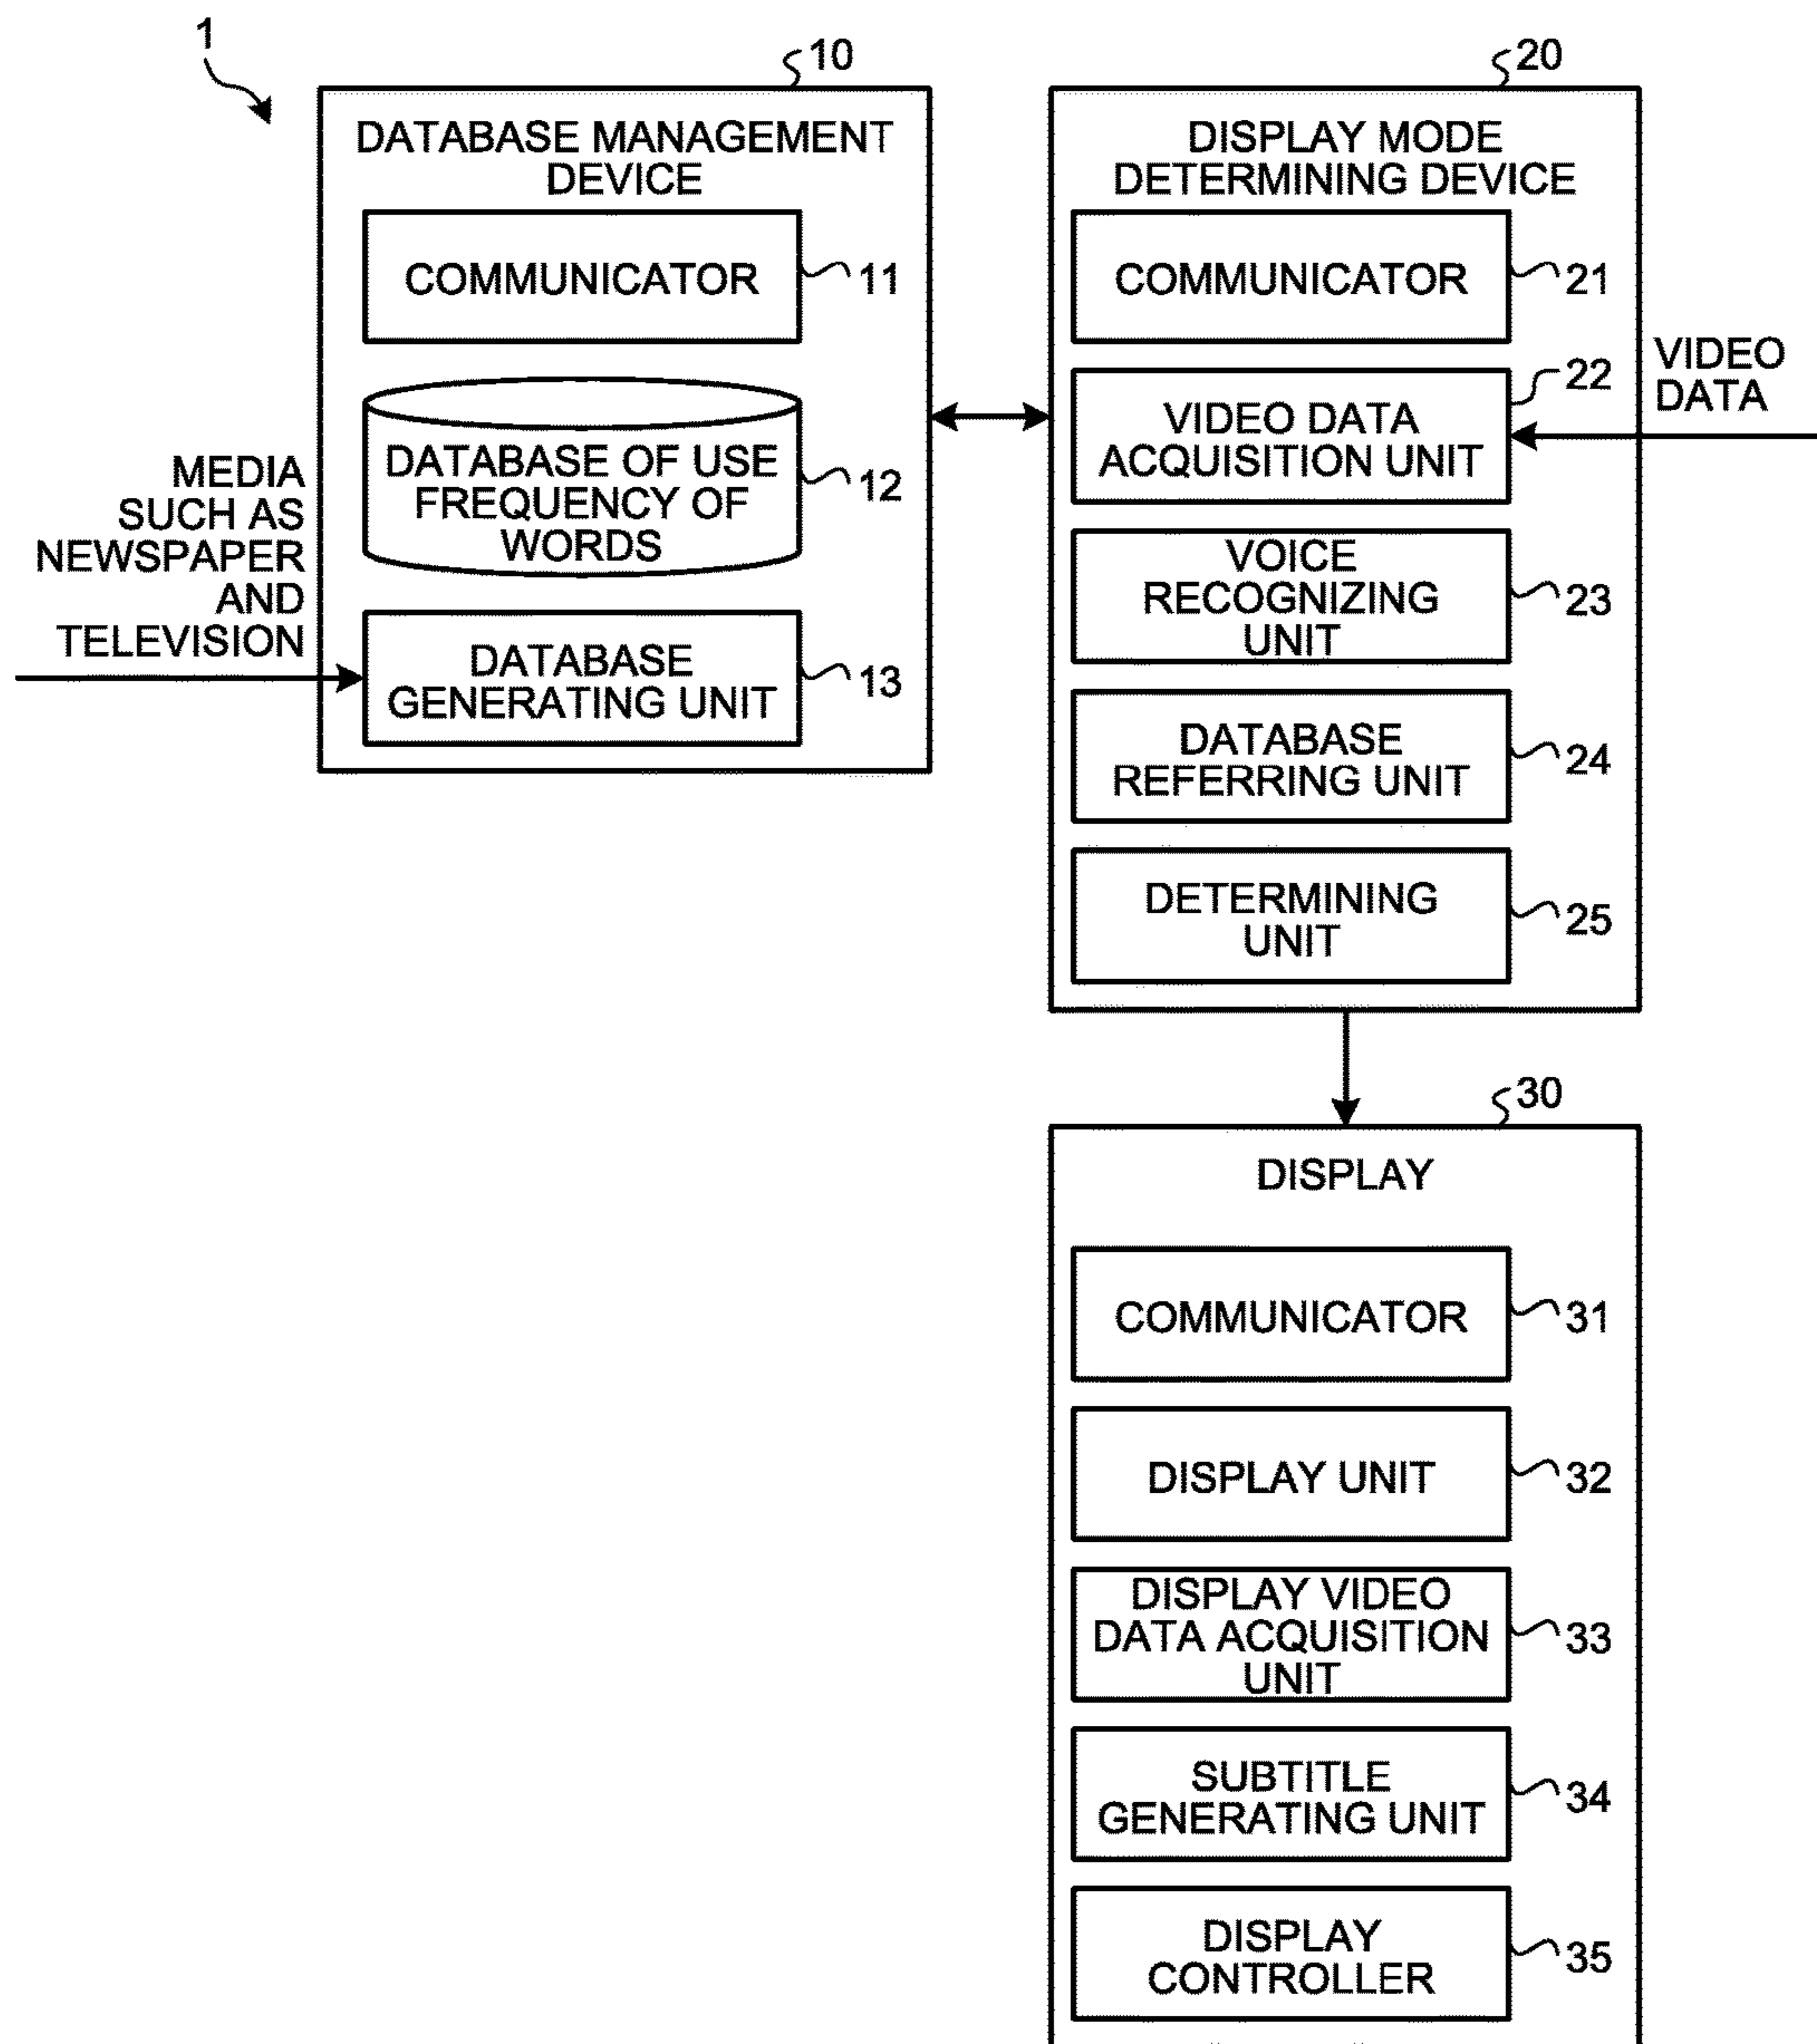 1
10
DATABASE MANAGEMENT
DEVICE
COMMUNICATOR
11
DATABASE OF USE
FREQUENCY OF
WORDS
12
MEDIA
SUCH AS
NEWSPAPER
AND
TELEVISION
DATABASE
GENERATING UNIT
13
20
DISPLAY MODE
DETERMINING DEVICE
COMMUNICATOR
21
VIDEO DATA
ACQUISITION UNIT
22
VIDEO
DATA
VOICE
RECOGNIZING
UNIT
23
DATABASE
REFERRING UNIT
24
DETERMINING
UNIT
25
30
DISPLAY
COMMUNICATOR
31
DISPLAY UNIT
32
DISPLAY VIDEO
DATA ACQUISITION
UNIT
33
SUBTITLE
GENERATING UNIT
34
DISPLAY
CONTROLLER
35